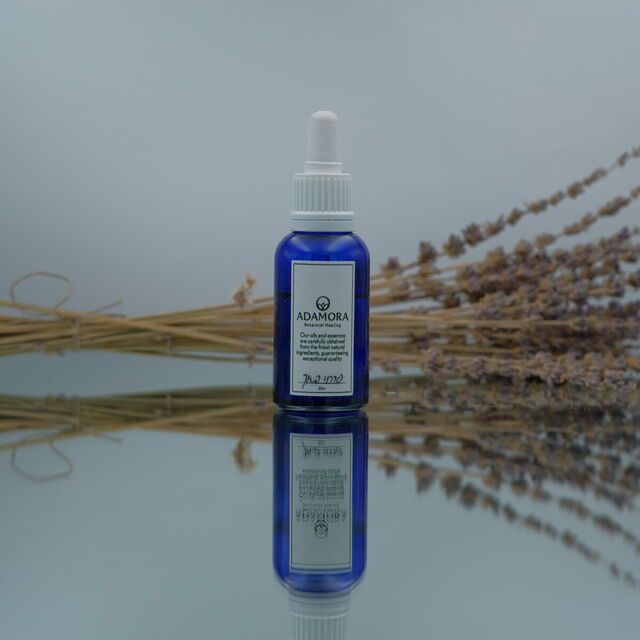 ADAMORA
Botanical Healing
Our oils and essences
are carefully obtained
from the finest natural
ingredients, guaranteeing
exceptional quality